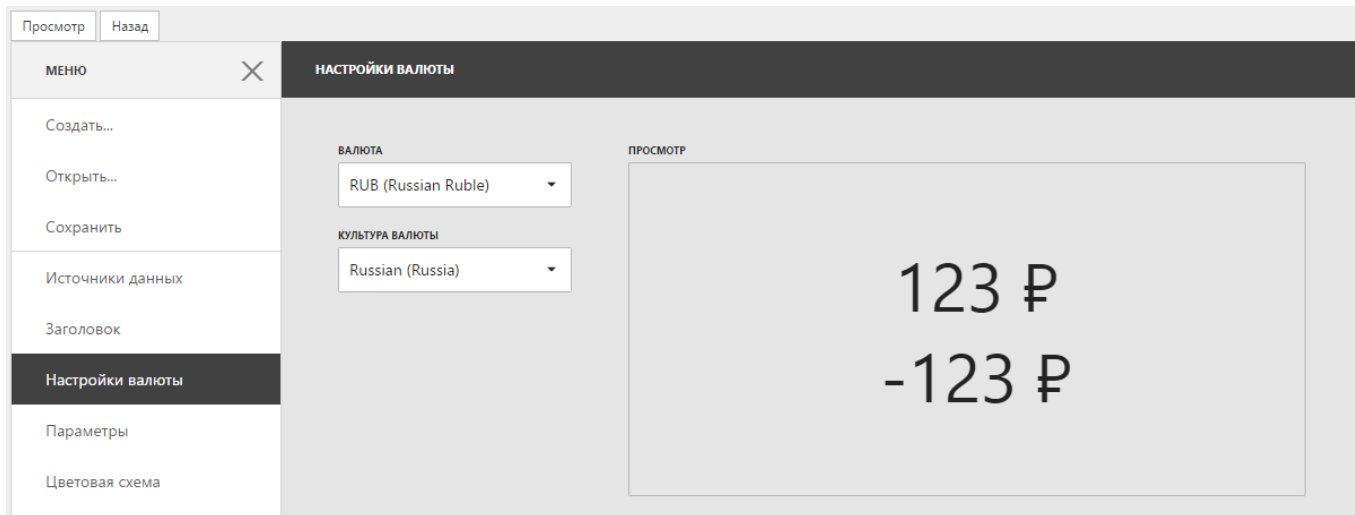 Просмотр Назад
МЕНЮ
НАСТРОЙКИ ВАЛЮТЫ
Создать...
Открыть...
Сохранить
Источники данных
Заголовок
Настройки валюты
Параметры
Цветовая схема
ВАЛЮТА
RUB (Russian Ruble)
КУЛЬТУРА ВАЛЮТЫ
Russian (Russia)
ПРОСМОТР
123 ₽
-123 ₽